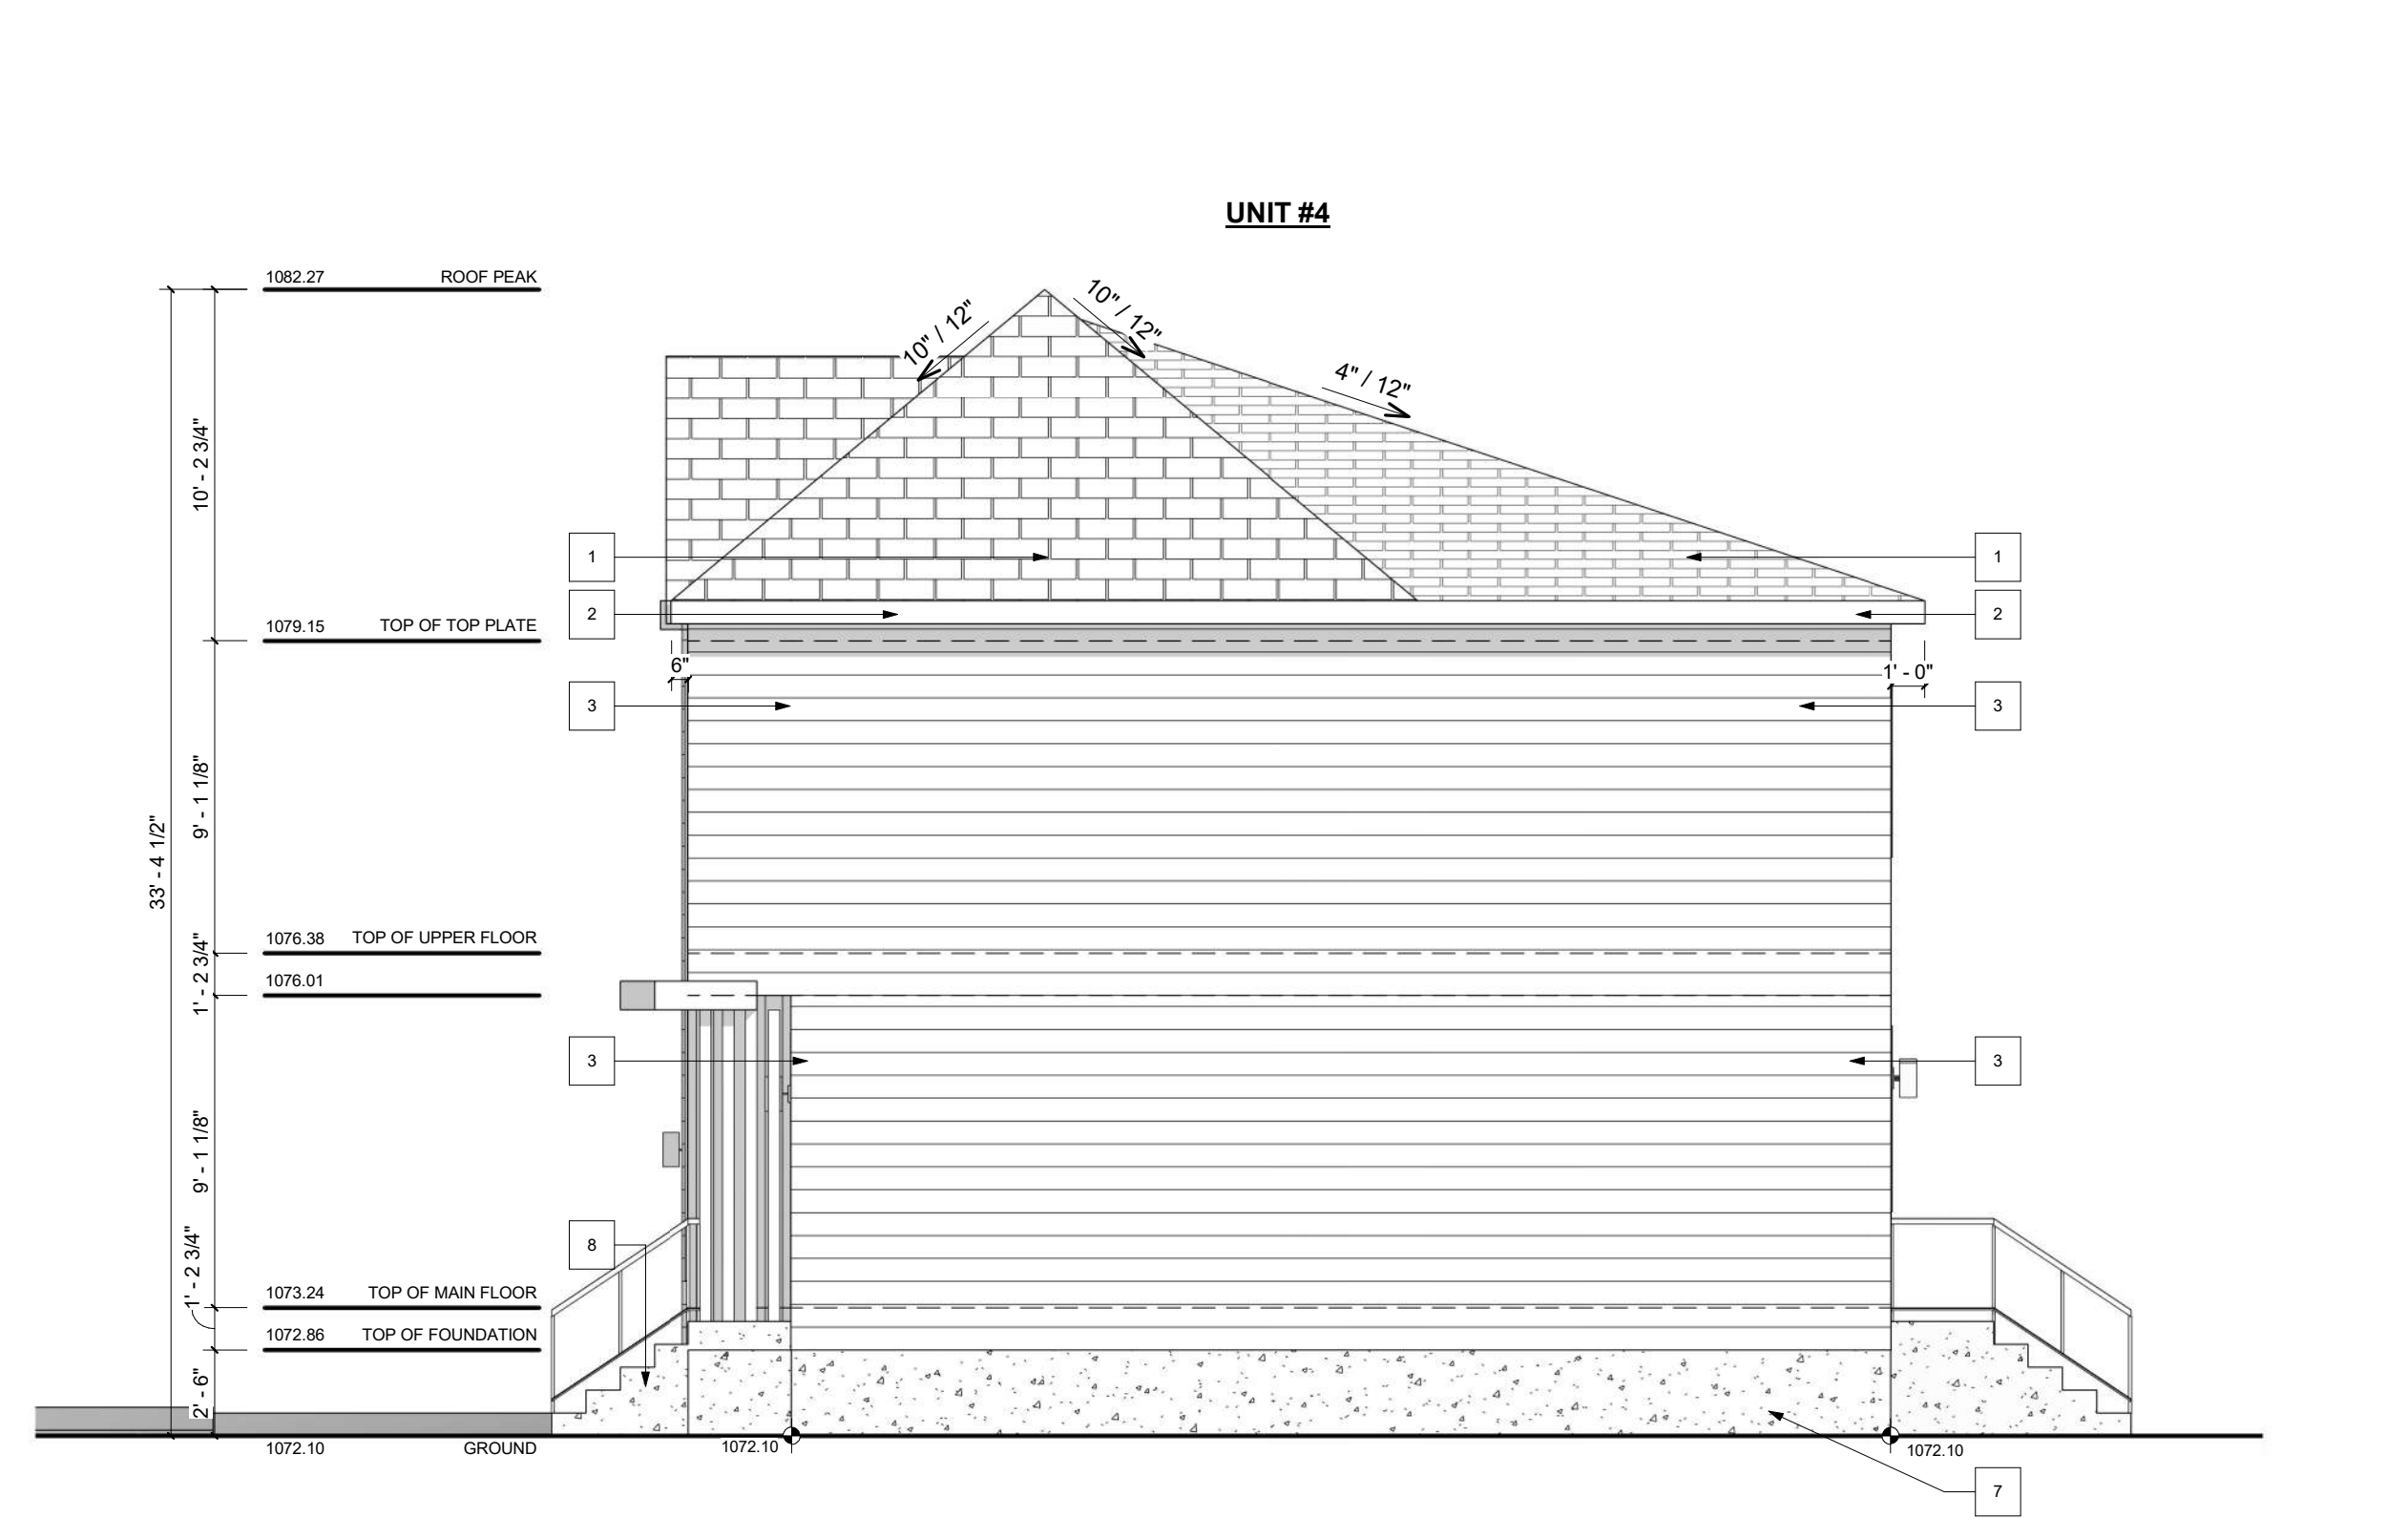 UNIT #4
1082.27 ROOF PEAK
10" / 12"
10" / 12"
4" / 12"
10' - 2 3/4"
1
1
2
2
1079.15 TOP OF TOP PLATE
6"
1' - 0"
3
3
9' - 1 1/8"
33' - 4 1/2"
1076.38 TOP OF UPPER FLOOR
1' - 2 3/4"
1076.01
3
3
9' - 1 1/8"
8
1' - 2 3/4"
1073.24 TOP OF MAIN FLOOR
1072.86 TOP OF FOUNDATION
2' - 6"
1072.10 GROUND
1072.10
1072.10
7